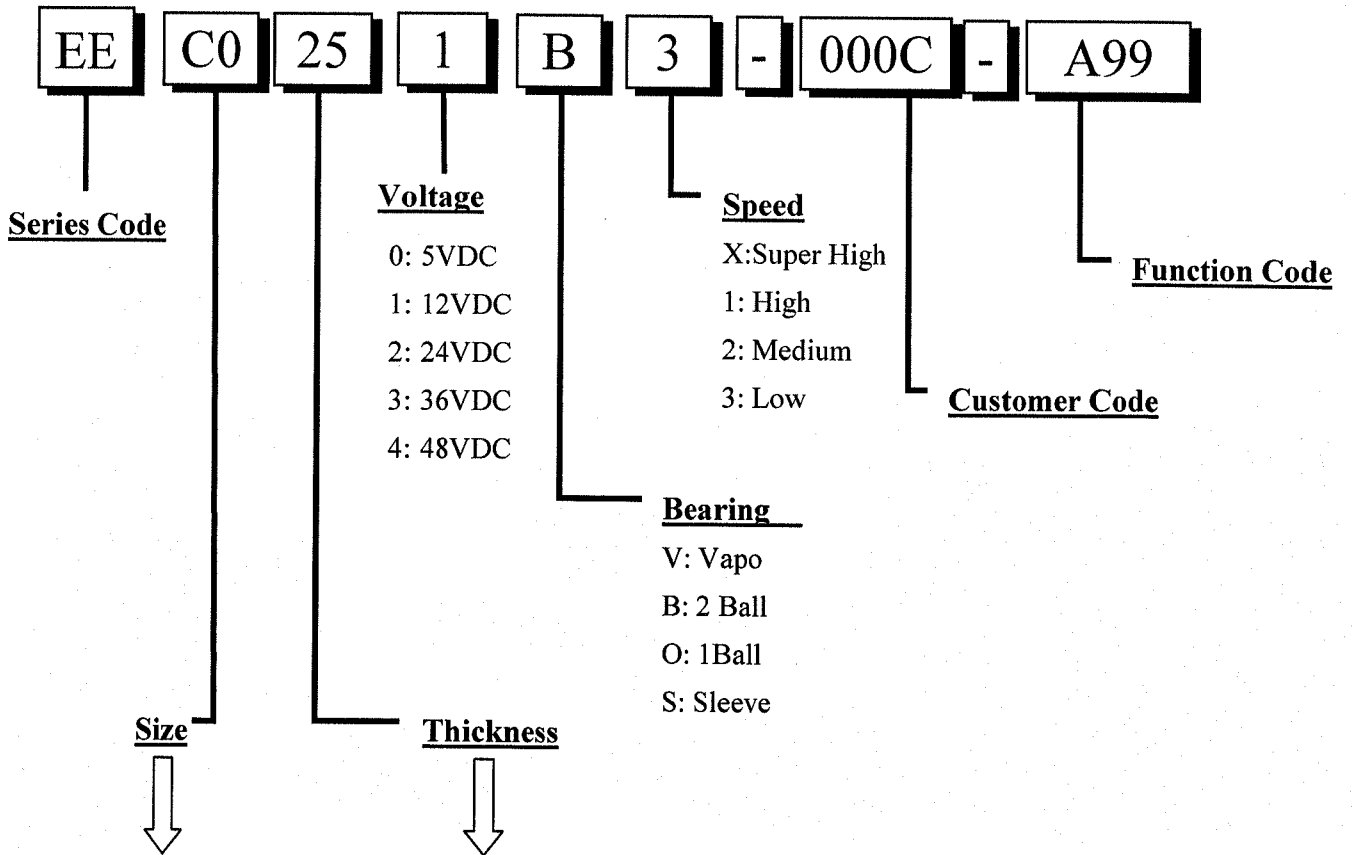 EE C0 25 1 B 3 - 000C - A99
Series Code
Voltage
0: 5VDC
1: 12VDC
2: 24VDC
3: 36VDC
4: 48VDC
Speed
X:Super High
1: High
2: Medium
3: Low
Function Code
Customer Code
Bearing
V: Vapo
B: 2 Ball
O: 1Ball
S: Sleeve
Size
Thickness